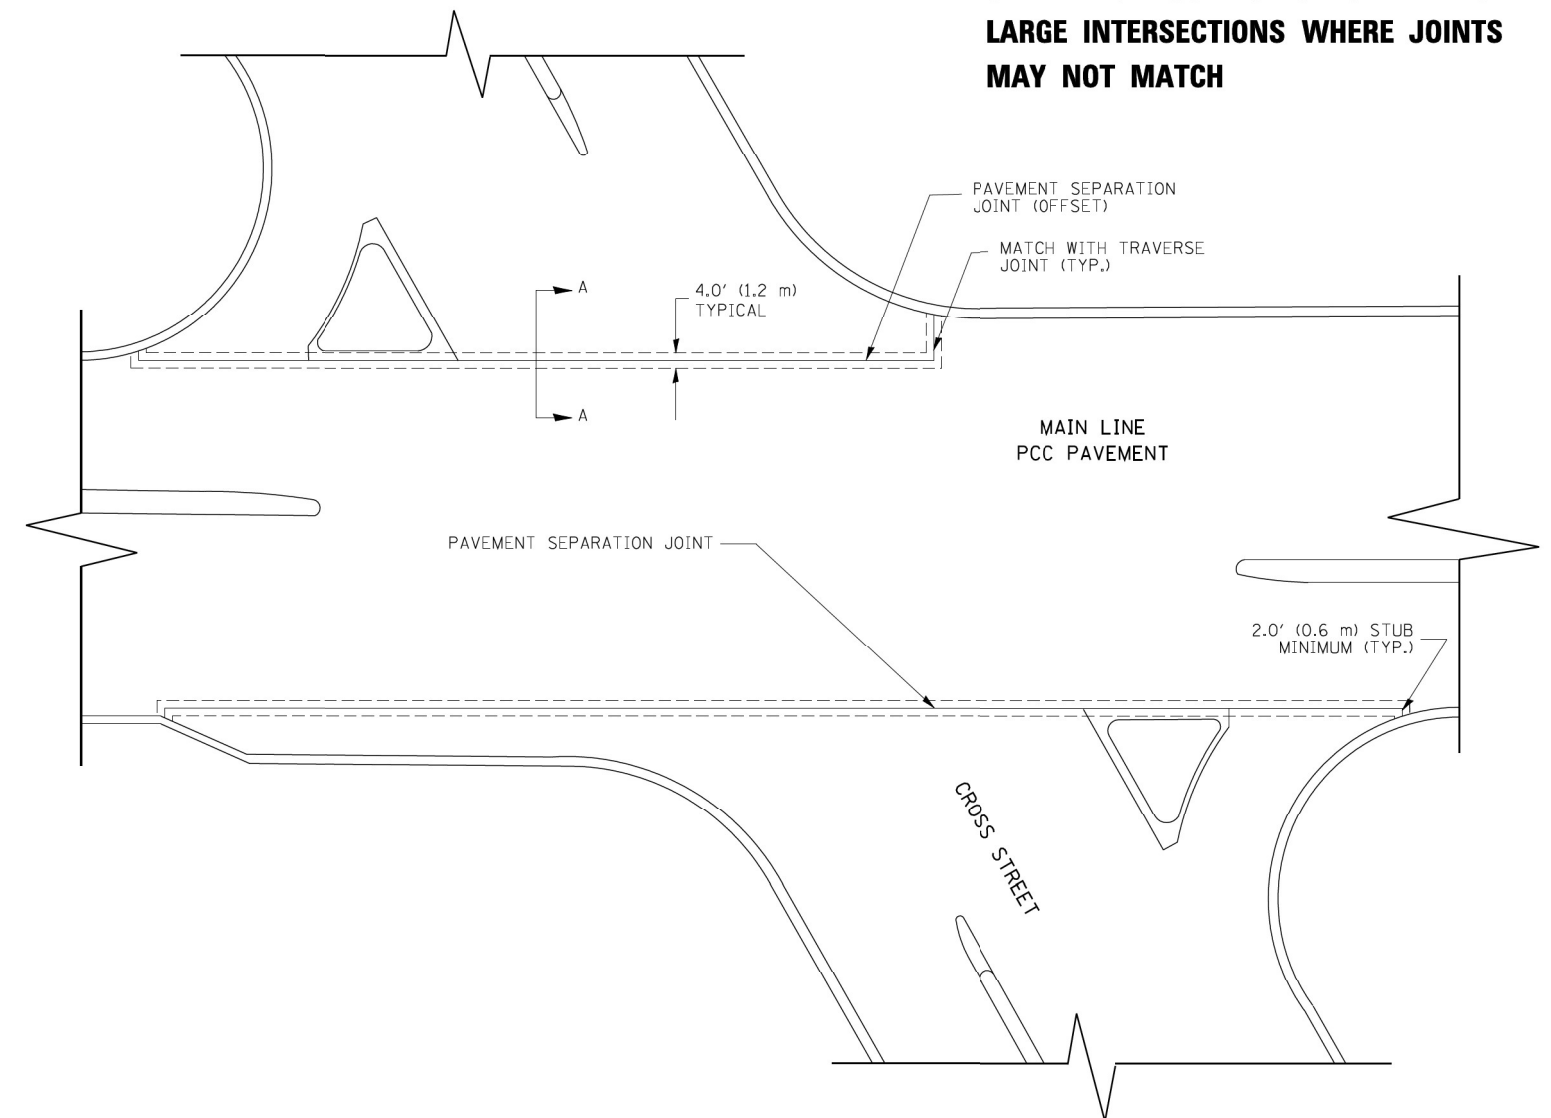 LARGE INTERSECTIONS WHERE JOINTS
MAY NOT MATCH
PAVEMENT SEPARATION
JOINT (OFFSET)
MATCH WITH TRAVERSE
JOINT (TYP.)
A
4.0' (1.2 m)
TYPICAL
A
MAIN LINE
PCC PAVEMENT
PAVEMENT SEPARATION JOINT
2.0' (0.6 m) STUB
MINIMUM (TYP.)
CROSS STREET